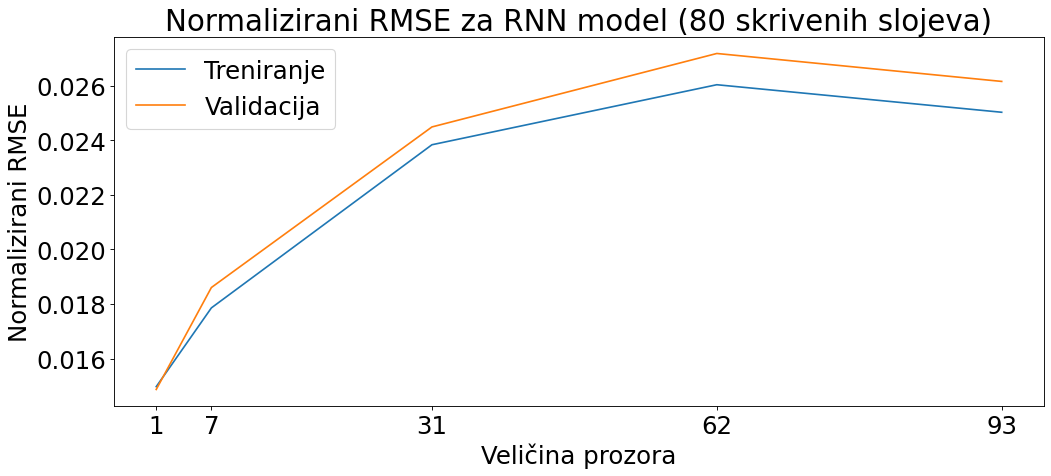 Normalizirani RMSE za RNN model (80 skrivenih slojeva)
Treniranje
Validacija
Normalizirani RMSE
0.026
0.024
0.022
0.020
0.018
0.016
1 7 31 62 93
Veličina prozora